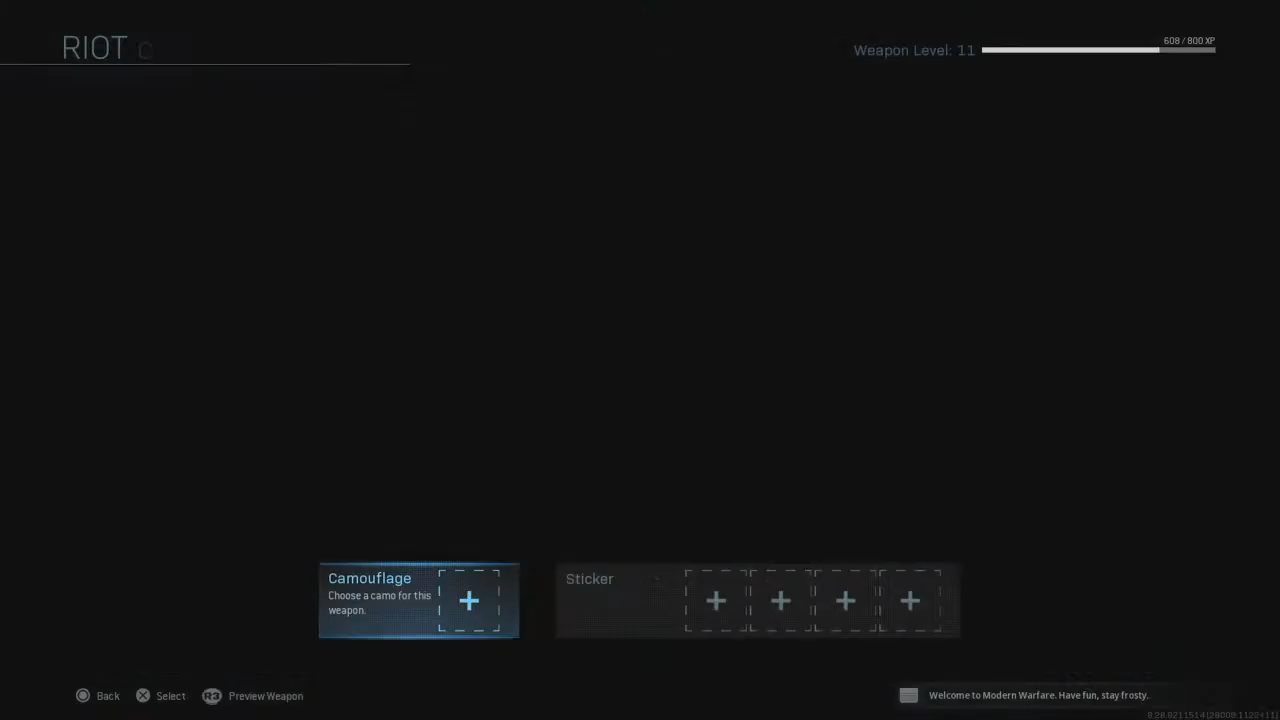 RIOT C
Weapon Level: 11
608 / 800 XP
Camouflage
Choose a camo for this
weapon.
Sticker
Back
Select
R3
Preview Weapon
Welcome to Modern Warfare. Have fun, stay frosty.